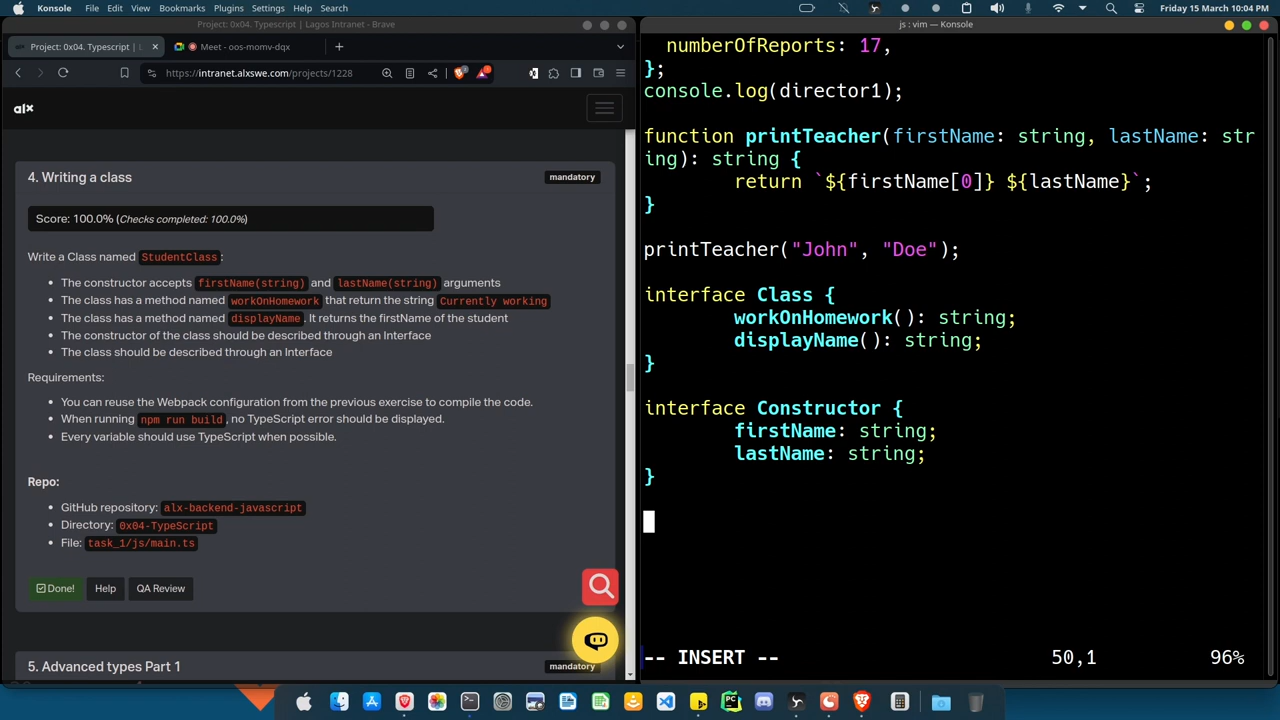 Konsole File Edit View Bookmarks Plugins Settings Help
Friday 15 March 10:04 PM
Project: 0x04. Typescript | Lagos Intranet - Brave
Project: 0x04. Typescript | L
Meet - oos-momv-dqx
https://intranet.alxswe.com/projects/1228
alx
4. Writing a class
mandatory
Score: 100.0% (Checks completed: 100.0%)
Write a Class named StudentClass:
The constructor accepts firstName(string) and lastName(string) arguments
The class has a method named workOnHomework that return the string Currently working
The class has a method named displayName. It returns the firstName of the student
The constructor of the class should be described through an Interface
The class should be described through an Interface
Requirements:
You can reuse the Webpack configuration from the previous exercise to compile the code.
When running npm run build, no TypeScript error should be displayed.
Every variable should use TypeScript when possible.
Repo:
GitHub repository: alx-backend-javascript
Directory: 0x04-TypeScript
File: task_1/js/main.ts
Done! Help QA Review
5. Advanced types Part 1
mandatory
js : vim — Konsole
numberOfReports: 17,
};
console.log(director1);
function printTeacher(firstName: string, lastName: str
ing): string {
return `${firstName[0]} ${lastName}`;
}
printTeacher("John", "Doe");
interface Class {
workOnHomework(): string;
displayName(): string;
}
interface Constructor {
firstName: string;
lastName: string;
}
-- INSERT --
50,1
96%